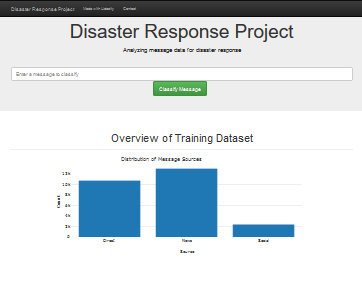 Disaster Response Project
Made with Udacity
Contact
Disaster Response Project
Analyzing message data for disaster response
Enter a message to classify
Classify Message
Overview of Training Dataset
Distribution of Message Sources
12k
10k
8k
6k
4k
2k
0
Count
Direct
News
Social
Source